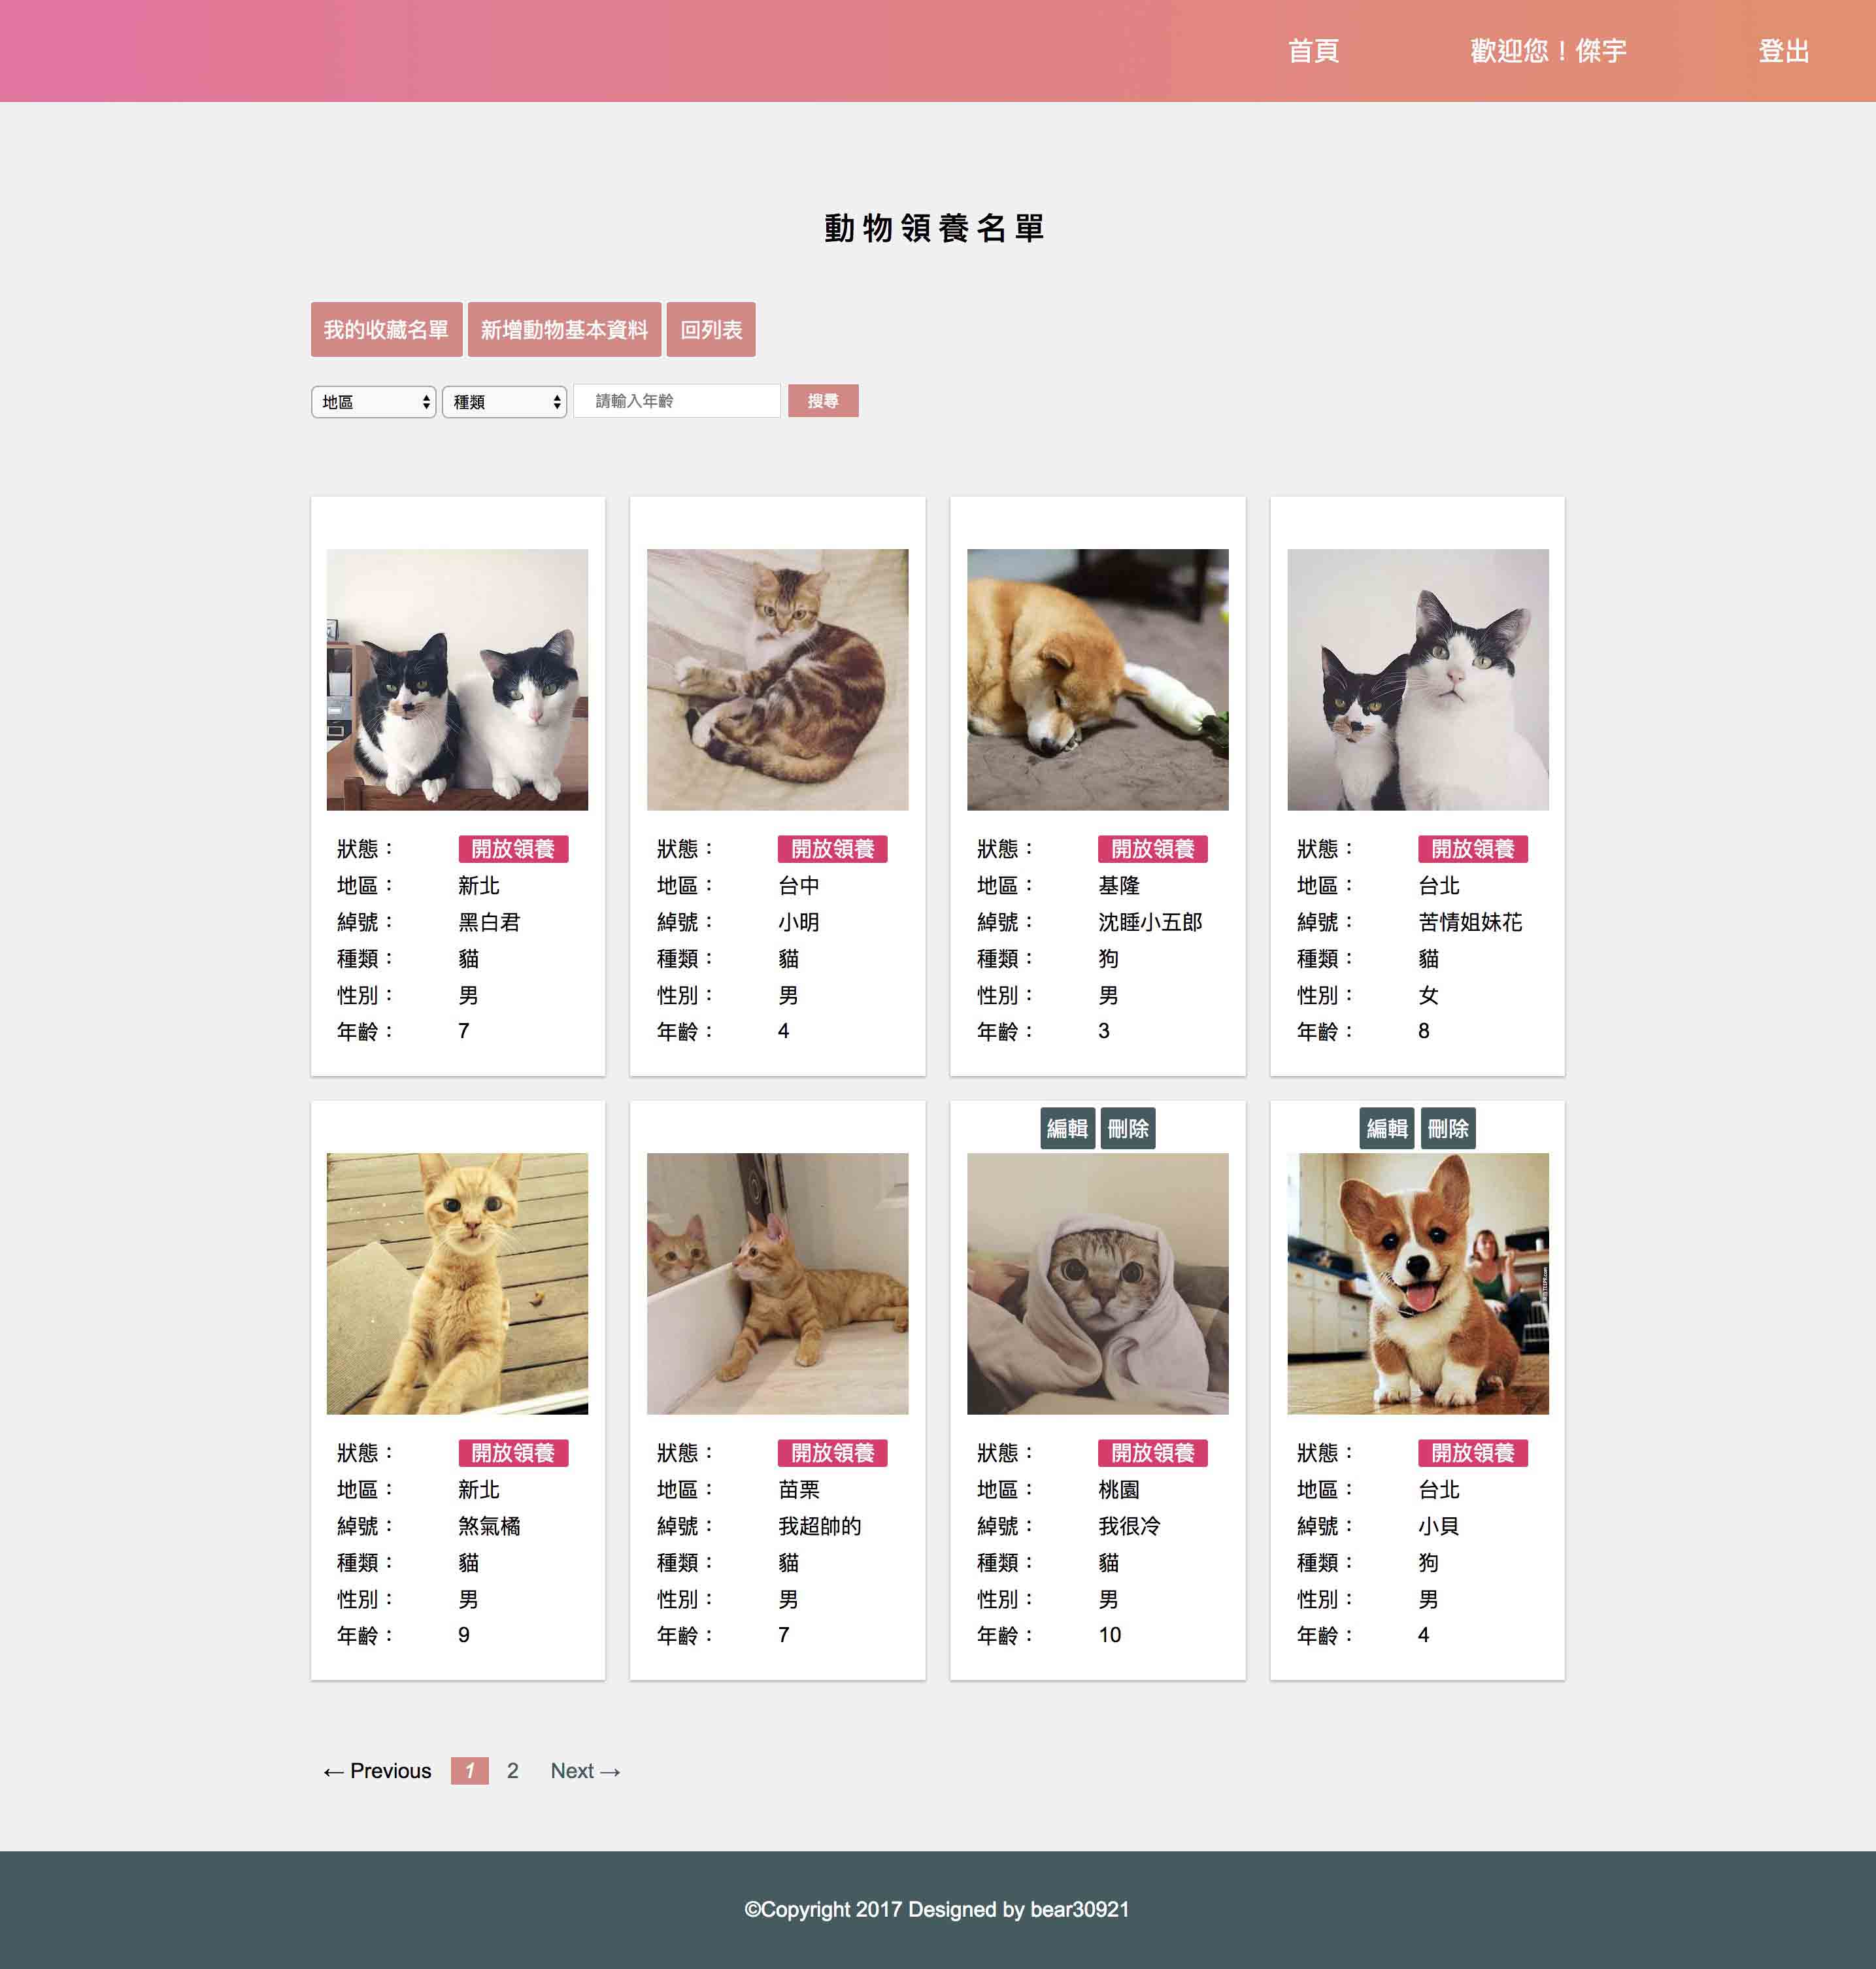 首頁 歡迎您！傑宇 登出
動物領養名單
我的收藏名單 新增動物基本資料 回列表
地區 種類 請輸入年齡 搜尋
狀態： 開放領養
地區： 新北
綽號： 黑白君
種類： 貓
性別： 男
年齡： 7
狀態： 開放領養
地區： 台中
綽號： 小明
種類： 貓
性別： 男
年齡： 4
狀態： 開放領養
地區： 基隆
綽號： 沈睡小五郎
種類： 狗
性別： 男
年齡： 3
狀態： 開放領養
地區： 台北
綽號： 苦情姐妹花
種類： 貓
性別： 女
年齡： 8
狀態： 開放領養
地區： 新北
綽號： 煞氣橘
種類： 貓
性別： 男
年齡： 9
狀態： 開放領養
地區： 苗栗
綽號： 我超帥的
種類： 貓
性別： 男
年齡： 7
編輯 刪除
狀態： 開放領養
地區： 桃園
綽號： 我很冷
種類： 貓
性別： 男
年齡： 10
編輯 刪除
狀態： 開放領養
地區： 台北
綽號： 小貝
種類： 狗
性別： 男
年齡： 4
← Previous 1 2 Next →
©Copyright 2017 Designed by bear30921